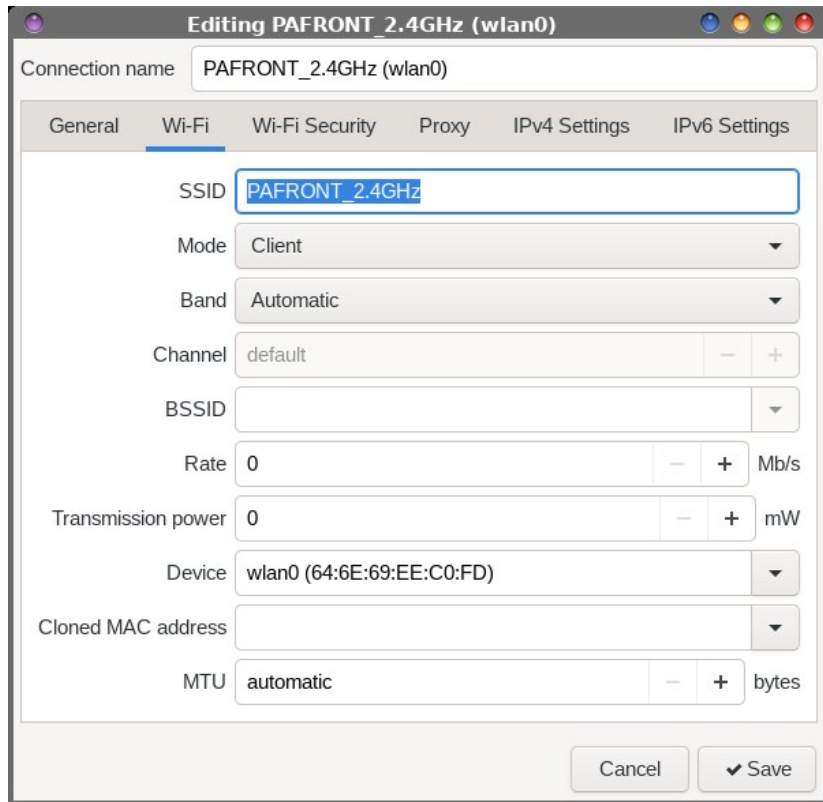 Editing PAFRONT_2.4GHz (wlan0)
Connection name PAFRONT_2.4GHz (wlan0)
General Wi-Fi Wi-Fi Security Proxy IPv4 Settings IPv6 Settings
SSID PAFRONT_2.4GHz
Mode Client
Band Automatic
Channel default
BSSID
Rate 0 Mb/s
Transmission power 0 mW
Device wlan0 (64:6E:69:EE:C0:FD)
Cloned MAC address
MTU automatic bytes
Cancel Save